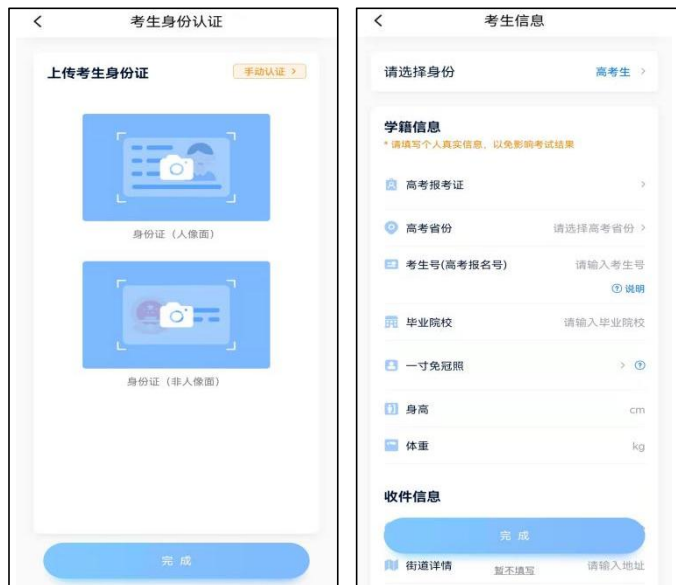 考生身份认证
上传考生身份证
手动认证 >
身份证（人像面）
身份证（非人像面）
完 成
考生信息
请选择身份 高考生 >
学籍信息
* 请填写个人真实信息，以免影响考试结果
高考报考证 >
高考省份 请选择高考省份 >
考生号(高考报名号) 请输入考生号
说明
毕业院校 请输入毕业院校
一寸免冠照 >
身高 cm
体重 kg
收件信息
完 成
街道详情 请输入地址
暂不填写